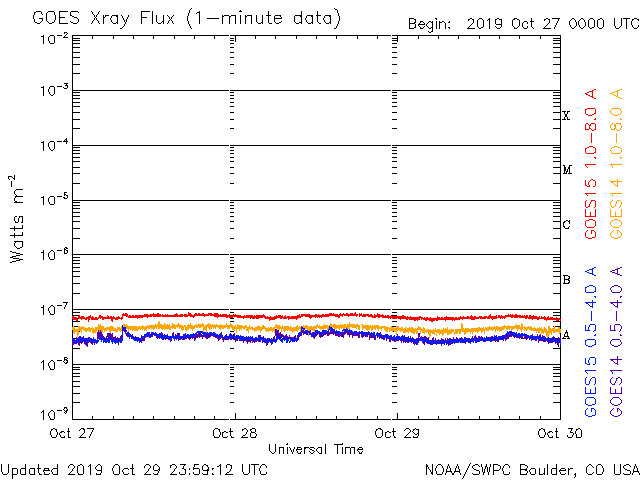 GOES Xray Flux (1-minute data)
Begin: 2019 Oct 27 0000 UTC
10⁻²
10⁻³
10⁻⁴
10⁻⁵
10⁻⁶
10⁻⁷
10⁻⁸
10⁻⁹
Watts m⁻²
X
M
C
B
A
GOES15 1.0-8.0 A
GOES14 1.0-8.0 A
GOES15 0.5-4.0 A
GOES14 0.5-4.0 A
Oct 27 Oct 28 Oct 29 Oct 30
Universal Time
Updated 2019 Oct 29 23:59:12 UTC
NOAA/SWPC Boulder, CO USA